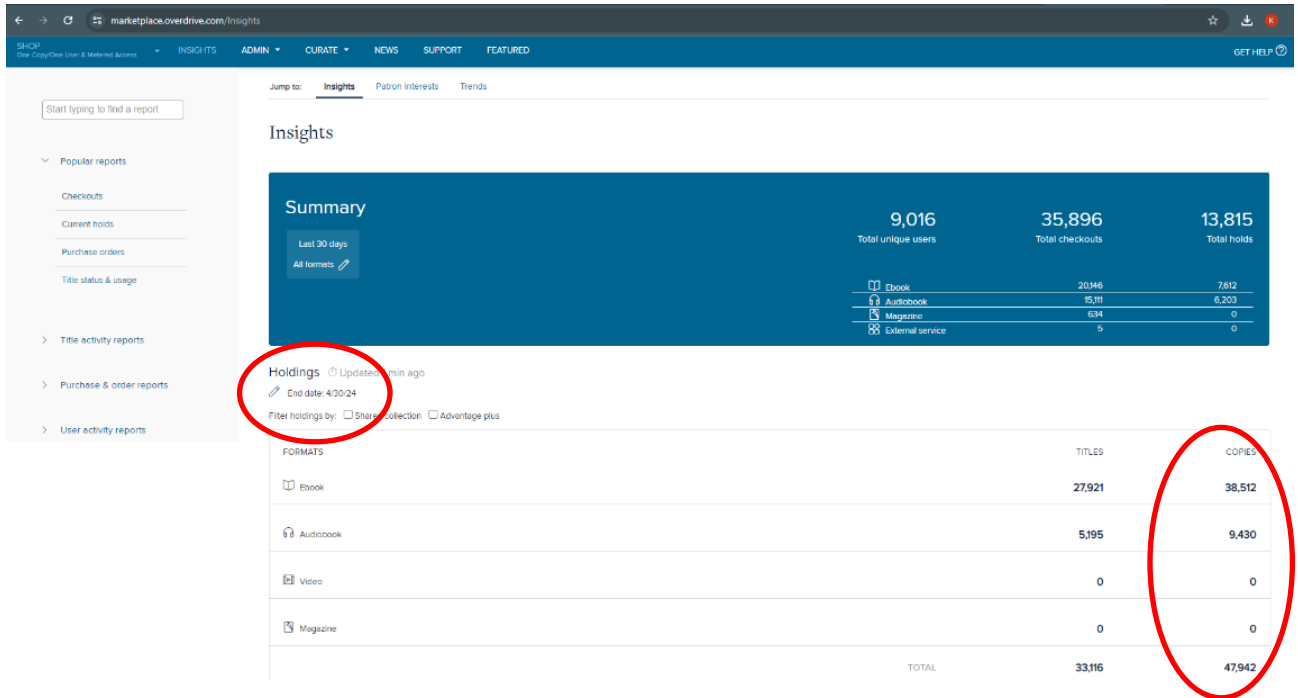 marketplace.overdrive.com/Insights
K
SHOP
One Copy/One User & Metered Access
INSIGHTS ADMIN CURATE NEWS SUPPORT FEATURED
GET HELP
Start typing to find a report
Popular reports
Checkouts
Current holds
Purchase orders
Title status & usage
Title activity reports
Purchase & order reports
User activity reports
Jump to: Insights Patron interests Trends
Insights
Summary
Last 30 days
All formats
9,016 35,896 13,815
Total unique users Total checkouts Total holds
Ebook 20,146 7,612
Audiobook 15,111 6,203
Magazine 634 0
External service 5 0
Holdings Updated min ago
End date: 4/30/24
Filter holdings by: Shared collection Advantage plus
FORMATS TITLES COPIES
Ebook 27,921 38,512
Audiobook 5,195 9,430
Video 0 0
Magazine 0 0
TOTAL 33,116 47,942